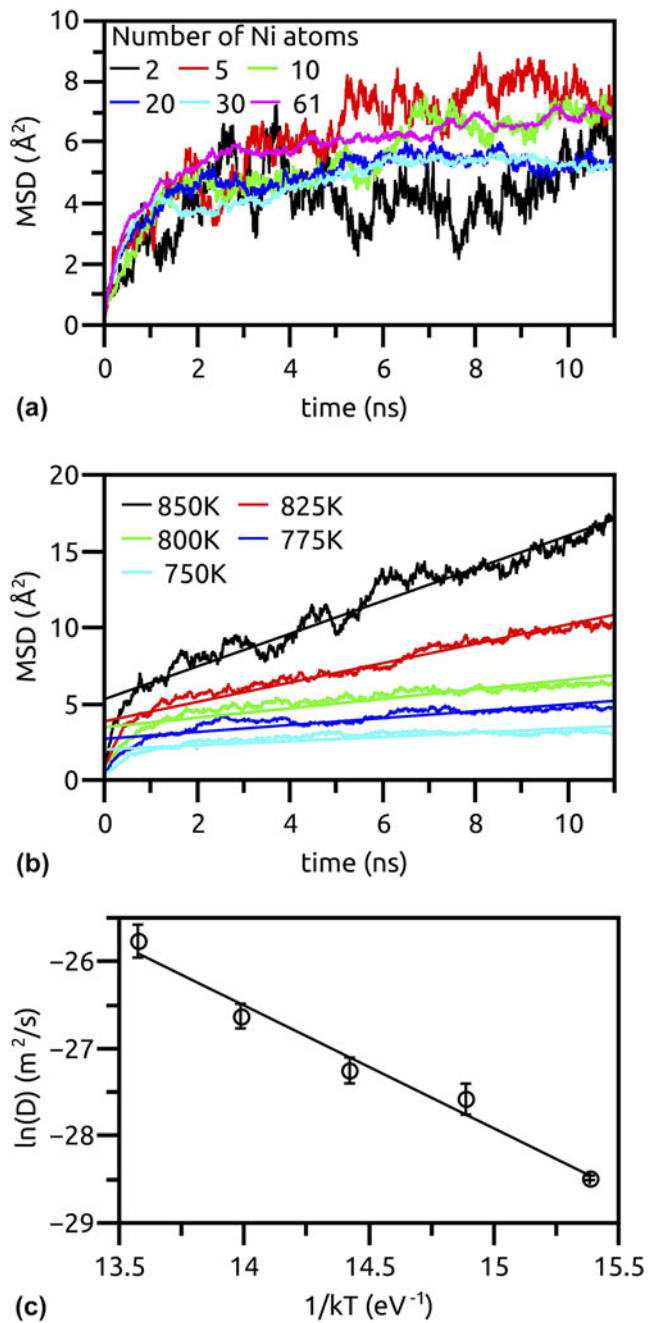 10
8
6
4
2
0
MSD (Å²)
Number of Ni atoms
2 5 10
20 30 61
0 2 4 6 8 10
time (ns)
(a)
20
15
10
5
0
MSD (Å²)
850K 825K
800K 775K
750K
0 2 4 6 8 10
time (ns)
(b)
−26
−27
−28
−29
ln(D) (m²/s)
13.5 14 14.5 15 15.5
1/kT (eV⁻¹)
(c)